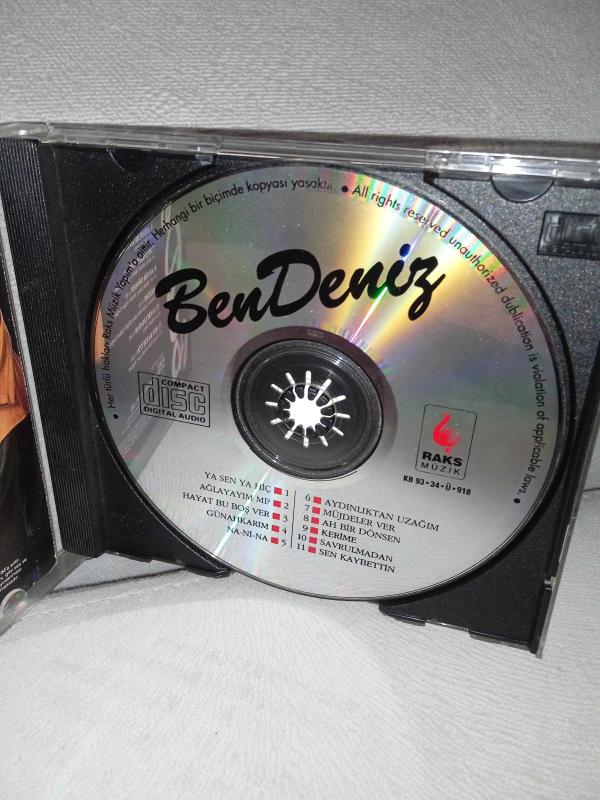 • Her türlü hakları Raks Müzik Yapım'a aittir. Herhangi bir biçimde kopyası yasaktır. • All rights reserved unauthorized dublication is violation of applicable laws. •
BenDeniz
COMPACT
disc
DIGITAL AUDIO
RAKS
MÜZİK
KB 93•34•Ü•918
YA SEN YA HİÇ 1
AĞLAYAYIM MI? 2
HAYAT BU BOŞ VER 3
GÜNAHKARIM 4
NA-NI-NA 5
6 AYDINLIKTAN UZAĞIM
7 MÜJDELER VER
8 AH BİR DÖNSEN
9 KERİME
10 SAVRULMADAN
11 SEN KAYBETTİN